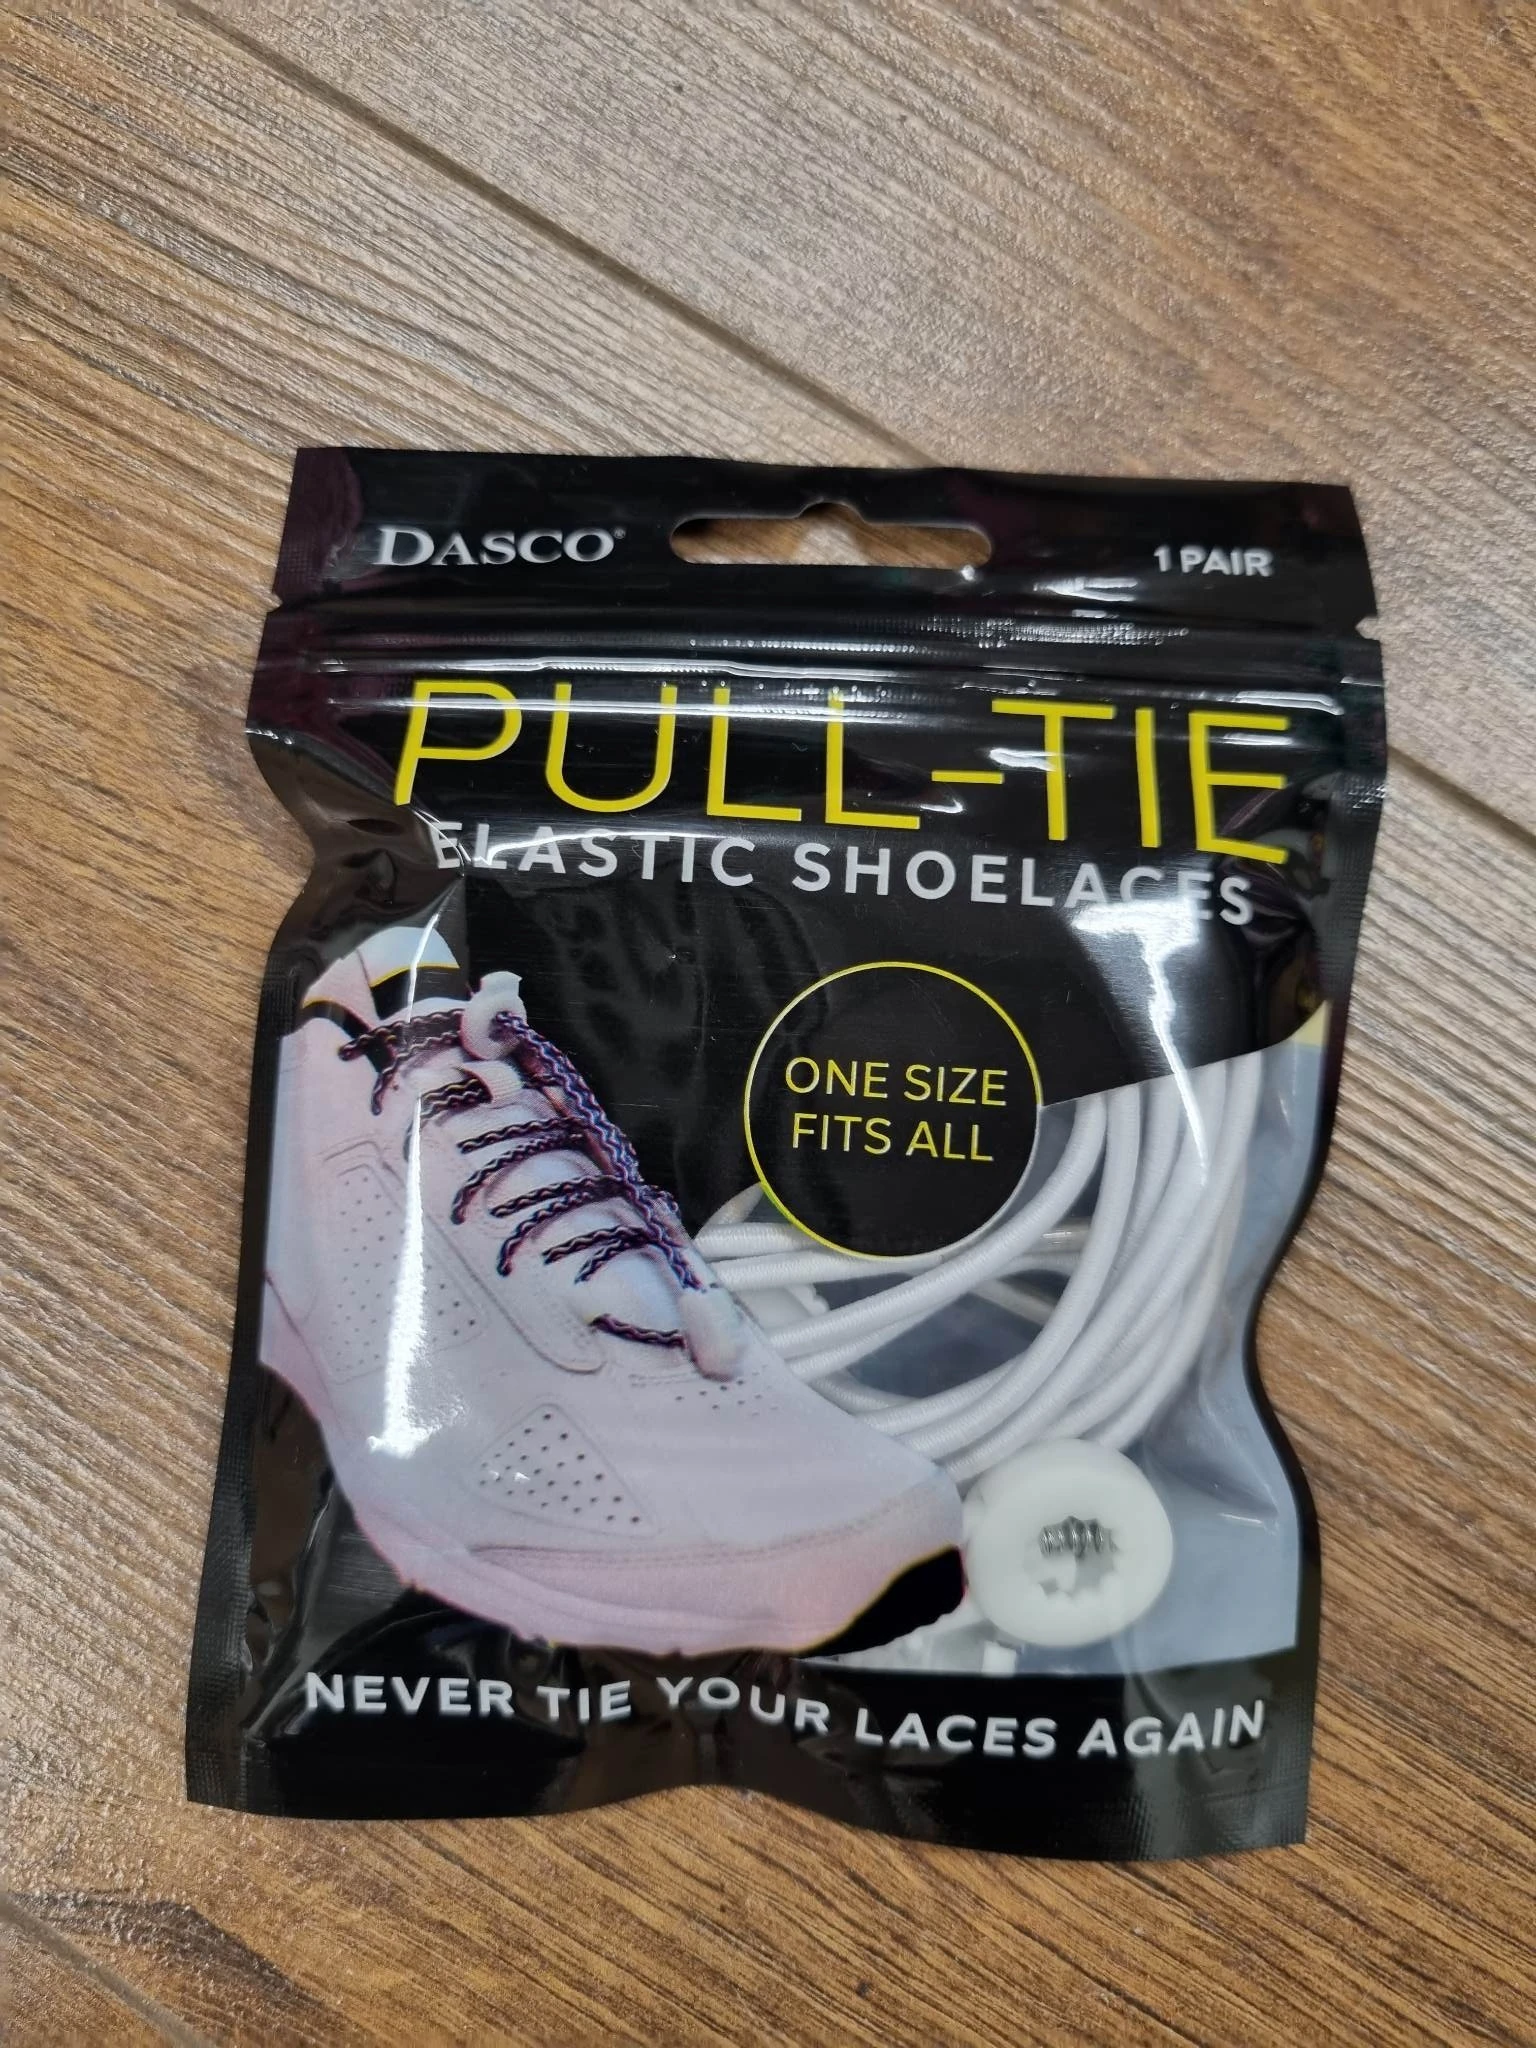 DASCO®
1 PAIR
PULL-TIE
ELASTIC SHOELACES
ONE SIZE
FITS ALL
NEVER TIE YOUR LACES AGAIN